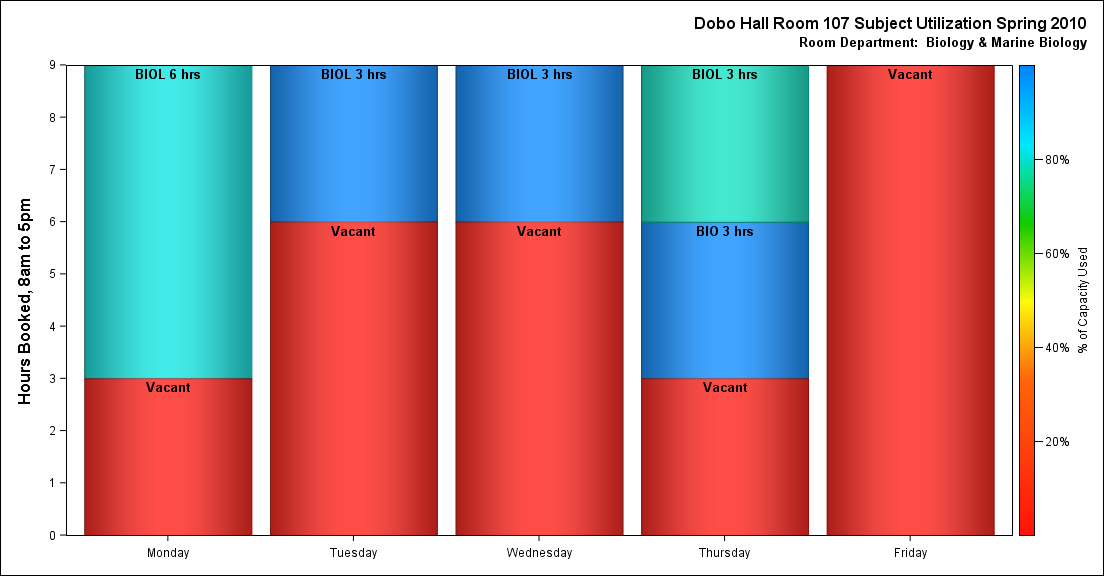 Dobo Hall Room 107 Subject Utilization Spring 2010
Room Department:  Biology & Marine Biology
Hours Booked, 8am to 5pm
9
8
7
6
5
4
3
2
1
0
BIOL 6 hrs
Vacant
BIOL 3 hrs
Vacant
BIOL 3 hrs
Vacant
BIOL 3 hrs
BIO 3 hrs
Vacant
Vacant
Monday
Tuesday
Wednesday
Thursday
Friday
80%
60%
40%
20%
% of Capacity Used